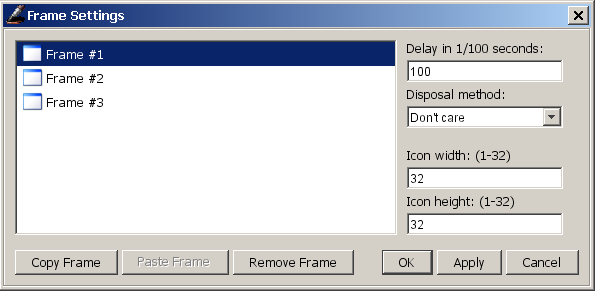 Frame Settings
Frame #1
Frame #2
Frame #3
Delay in 1/100 seconds:
100
Disposal method:
Don't care
Icon width: (1-32)
32
Icon height: (1-32)
32
Copy Frame
Paste Frame
Remove Frame
OK
Apply
Cancel